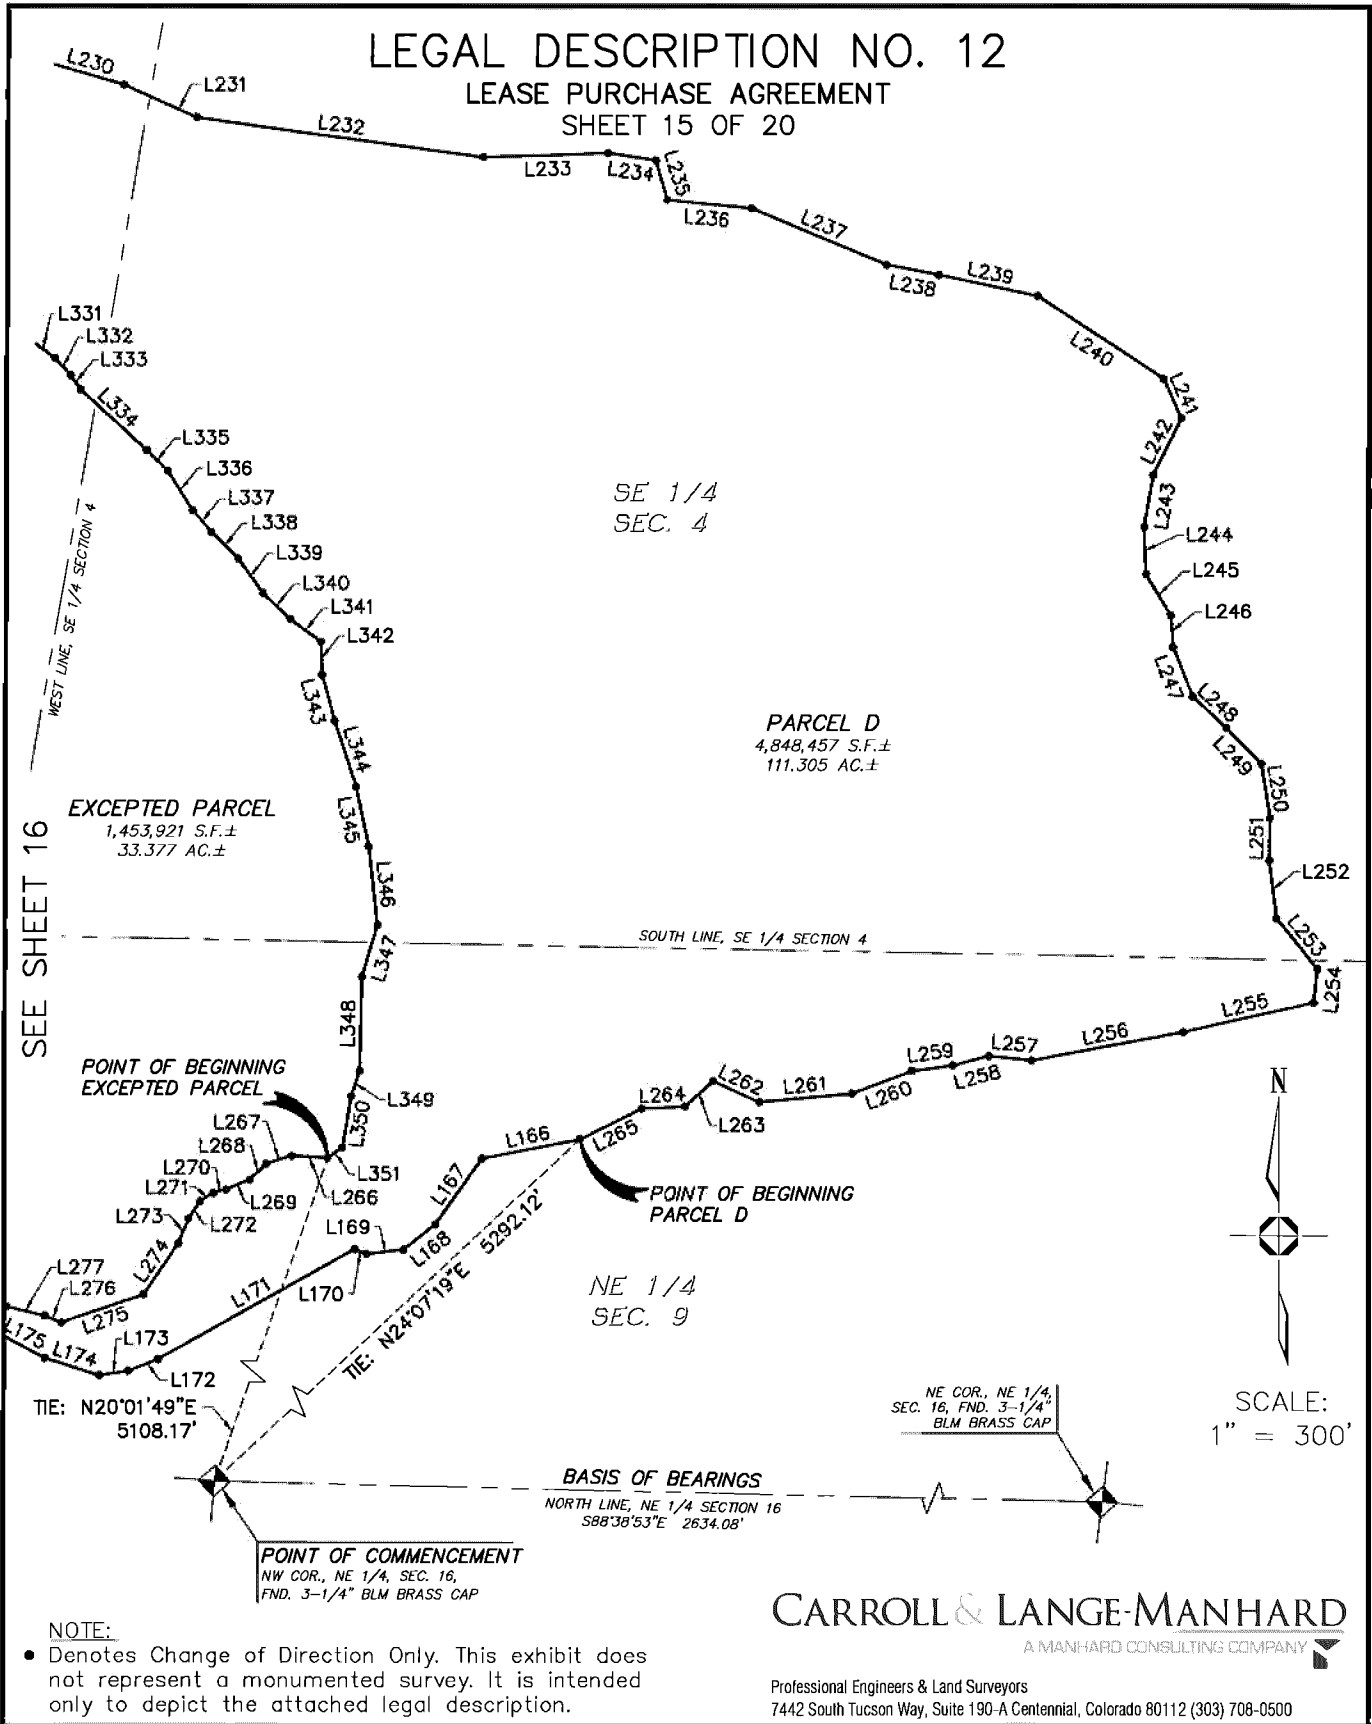 LEGAL DESCRIPTION NO. 12
LEASE PURCHASE AGREEMENT
SHEET 15 OF 20
L230
L231
L232
L233
L234
L235
L236
L237
L238
L239
L240
L241
L242
L243
L244
L245
L246
L247
L248
L249
L250
L251
L252
L253
L254
L255
L256
L257
L258
L259
L260
L261
L262
L263
L264
L265
L331
L332
L333
L334
L335
L336
L337
L338
L339
L340
L341
L342
L343
L344
L345
L346
L347
L348
L349
L350
L351
WEST LINE, SE 1/4 SECTION 4
SE 1/4
SEC. 4
PARCEL D
4,848,457 S.F.±
111.305 AC.±
EXCEPTED PARCEL
1,453,921 S.F.±
33.377 AC.±
SEE SHEET 16
SOUTH LINE, SE 1/4 SECTION 4
POINT OF BEGINNING
EXCEPTED PARCEL
L266
L267
L268
L269
L270
L271
L272
L273
L274
L275
L276
L277
L166
L167
L168
L169
L170
L171
L172
L173
L174
L175
POINT OF BEGINNING
PARCEL D
TIE: N24°07'19"E 5292.12'
NE 1/4
SEC. 9
N
TIE: N20°01'49"E
5108.17'
NE COR., NE 1/4,
SEC. 16, FND. 3-1/4"
BLM BRASS CAP
SCALE:
1" = 300'
BASIS OF BEARINGS
NORTH LINE, NE 1/4 SECTION 16
S88°38'53"E 2634.08'
POINT OF COMMENCEMENT
NW COR., NE 1/4, SEC. 16,
FND. 3-1/4" BLM BRASS CAP
NOTE:
● Denotes Change of Direction Only. This exhibit does
not represent a monumented survey. It is intended
only to depict the attached legal description.
CARROLL & LANGE-MANHARD
A MANHARD CONSULTING COMPANY
Professional Engineers & Land Surveyors
7442 South Tucson Way, Suite 190-A Centennial, Colorado 80112 (303) 708-0500